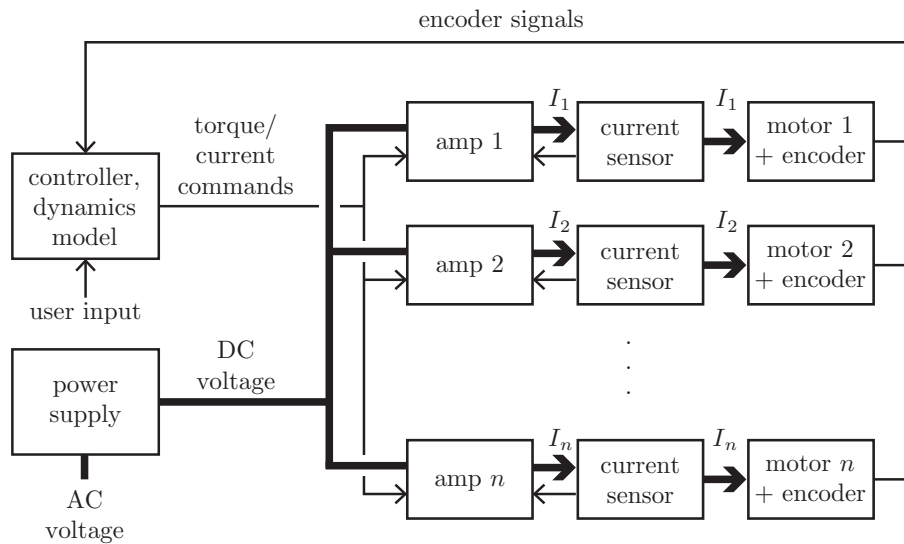 encoder signals
torque/
current
commands
controller,
dynamics
model
user input
I₁
I₁
amp 1
current
sensor
motor 1
+ encoder
I₂
I₂
amp 2
current
sensor
motor 2
+ encoder
DC
voltage
power
supply
AC
voltage
Iₙ
Iₙ
amp n
current
sensor
motor n
+ encoder